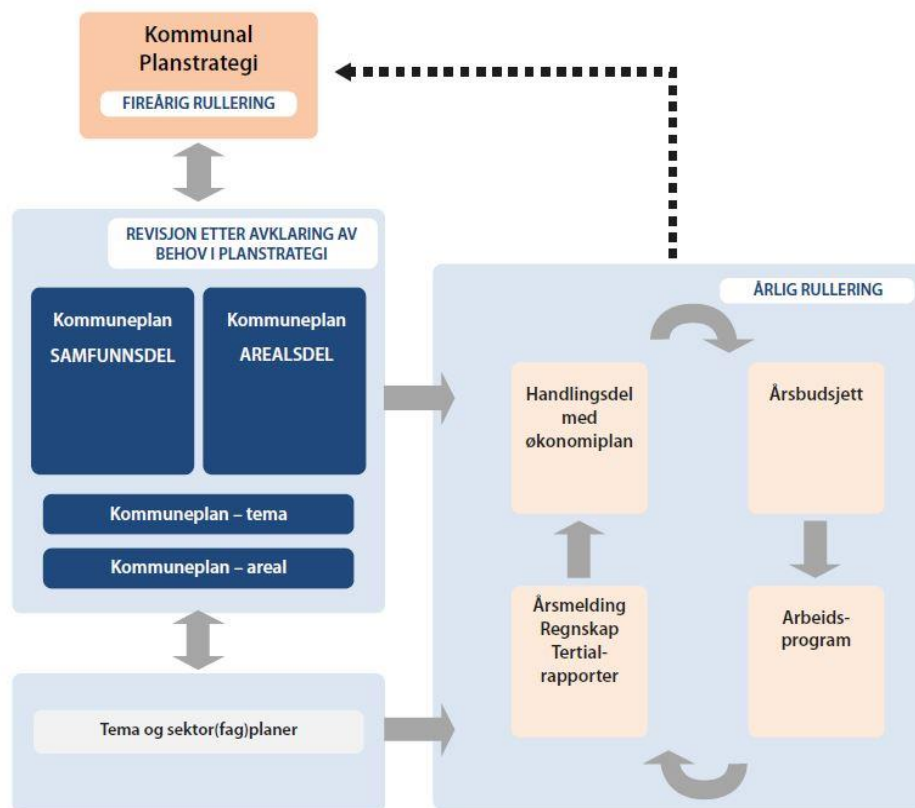 Kommunal
Planstrategi
FIREÅRIG RULLERING
REVISJON ETTER AVKLARING AV
BEHOV I PLANSTRATEGI
Kommuneplan
SAMFUNNSDEL
Kommuneplan
AREALSDEL
Kommuneplan – tema
Kommuneplan – areal
Tema og sektor(fag)planer
ÅRLIG RULLERING
Handlingsdel
med
økonomiplan
Årsbudsjett
Årsmelding
Regnskap
Tertial-
rapporter
Arbeids-
program